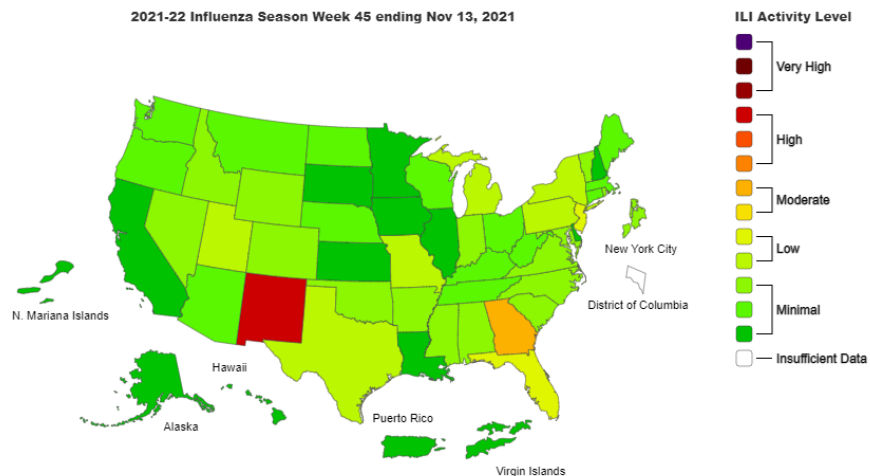 2021-22 Influenza Season Week 45 ending Nov 13, 2021
ILI Activity Level
Very High
High
Moderate
Low
Minimal
Insufficient Data
New York City
District of Columbia
N. Mariana Islands
Hawaii
Alaska
Puerto Rico
Virgin Islands